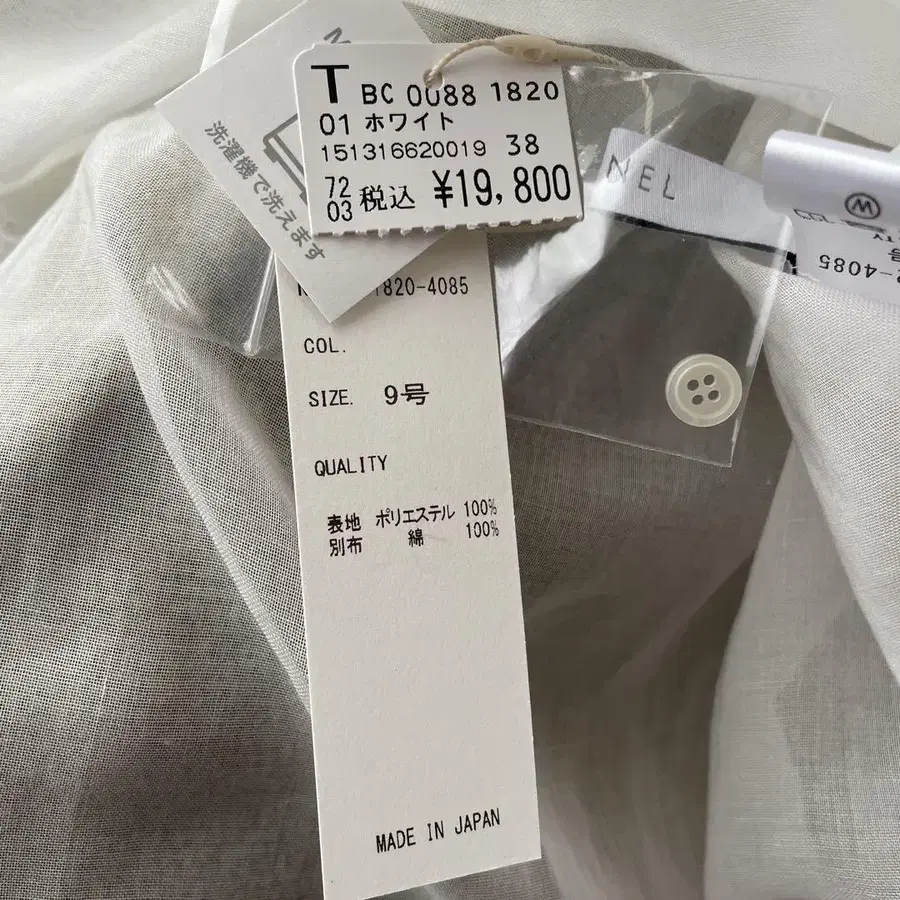 T BC 0088 1820
01 ホワイト
151316620019 38
72
03 税込 ¥19,800
洗濯機で洗えます
1820-4085
COL.
SIZE. 9号
QUALITY
表地 ポリエステル 100%
別布 綿 100%
MADE IN JAPAN
NEL
W
2-4085